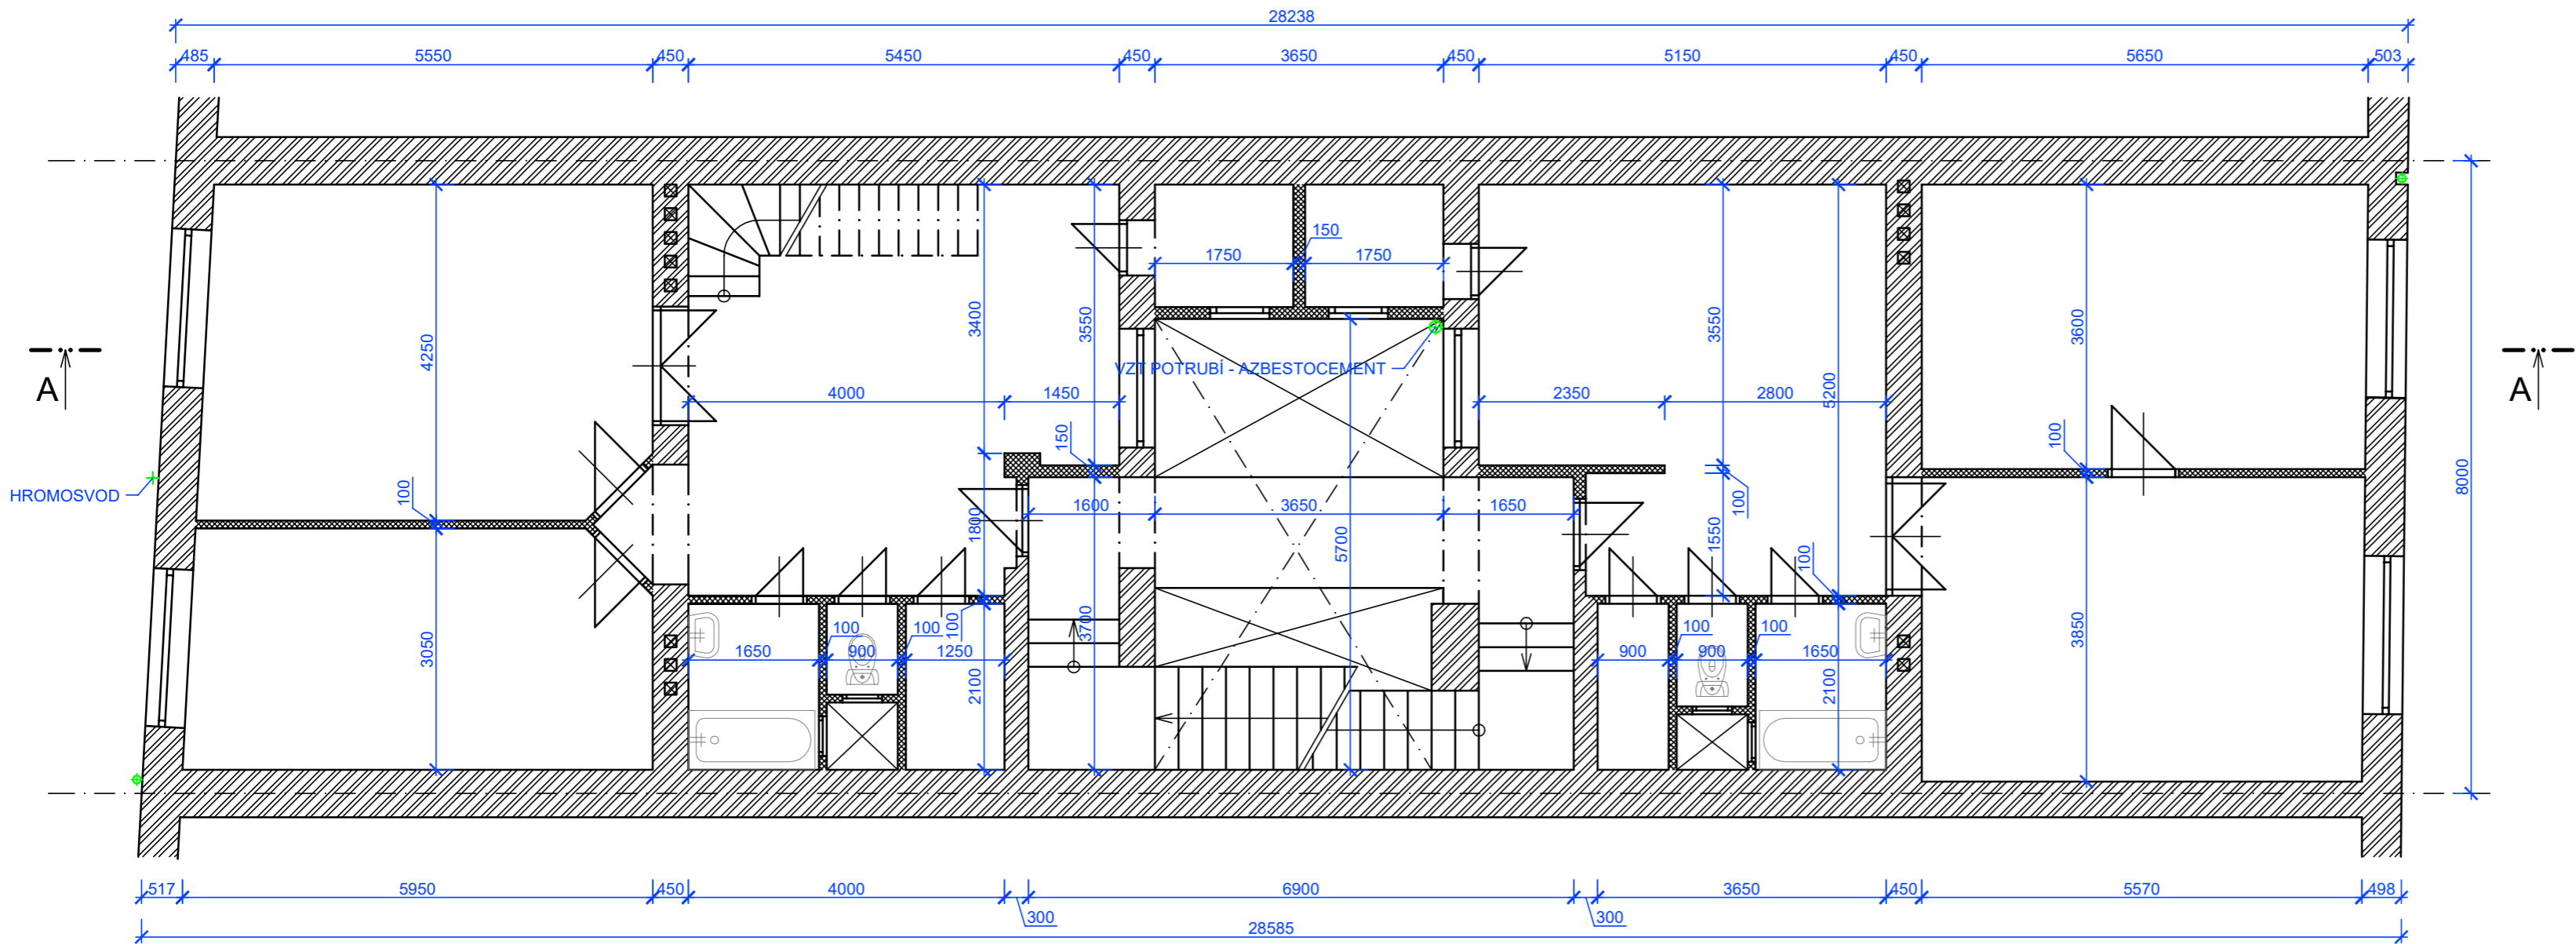 28238
485 5550 450 5450 450 3650 450 5150 450 5650 503
150
1750 1750
4250 3400 3550 3550 3600
A VZT POTRUBÍ - AZBESTOCEMENT A
4000 1450 2350 2800 5200
150 100
HROMOSVOD 100 8000
1600 3650 1650 100
1800 5700 1550 100
100 100 100 3700 100 100
3050 1650 900 1250 900 900 1650 3850
2100 2100
517 5950 450 4000 6900 3650 450 5570 498
300 300
28585